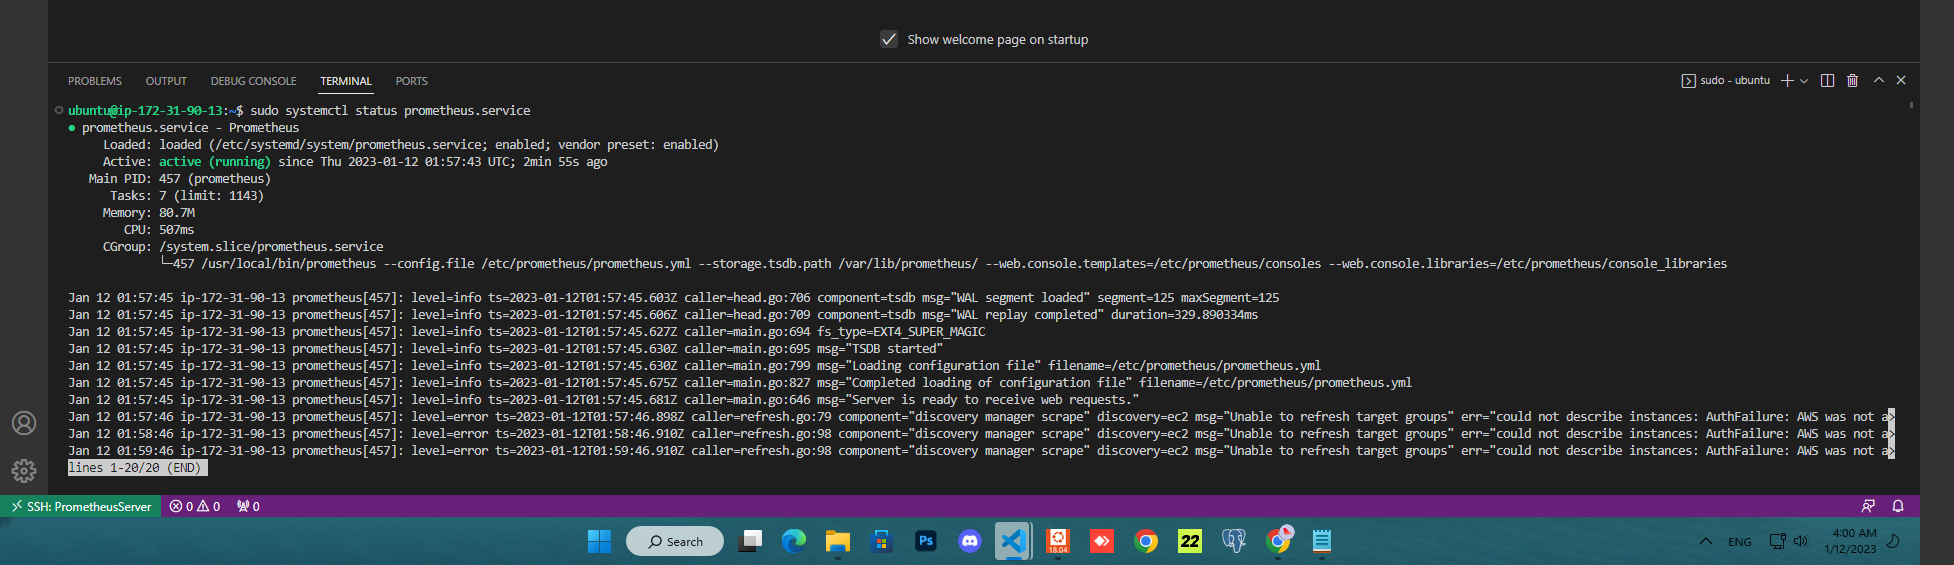 Show welcome page on startup
PROBLEMS OUTPUT DEBUG CONSOLE TERMINAL PORTS sudo - ubuntu
ubuntu@ip-172-31-90-13:~$ sudo systemctl status prometheus.service
● prometheus.service - Prometheus
Loaded: loaded (/etc/systemd/system/prometheus.service; enabled; vendor preset: enabled)
Active: active (running) since Thu 2023-01-12 01:57:43 UTC; 2min 55s ago
Main PID: 457 (prometheus)
Tasks: 7 (limit: 1143)
Memory: 80.7M
CPU: 507ms
CGroup: /system.slice/prometheus.service
└─457 /usr/local/bin/prometheus --config.file /etc/prometheus/prometheus.yml --storage.tsdb.path /var/lib/prometheus/ --web.console.templates=/etc/prometheus/consoles --web.console.libraries=/etc/prometheus/console_libraries
Jan 12 01:57:45 ip-172-31-90-13 prometheus[457]: level=info ts=2023-01-12T01:57:45.603Z caller=head.go:706 component=tsdb msg="WAL segment loaded" segment=125 maxSegment=125
Jan 12 01:57:45 ip-172-31-90-13 prometheus[457]: level=info ts=2023-01-12T01:57:45.606Z caller=head.go:709 component=tsdb msg="WAL replay completed" duration=329.890334ms
Jan 12 01:57:45 ip-172-31-90-13 prometheus[457]: level=info ts=2023-01-12T01:57:45.627Z caller=main.go:694 fs_type=EXT4_SUPER_MAGIC
Jan 12 01:57:45 ip-172-31-90-13 prometheus[457]: level=info ts=2023-01-12T01:57:45.630Z caller=main.go:695 msg="TSDB started"
Jan 12 01:57:45 ip-172-31-90-13 prometheus[457]: level=info ts=2023-01-12T01:57:45.630Z caller=main.go:799 msg="Loading configuration file" filename=/etc/prometheus/prometheus.yml
Jan 12 01:57:45 ip-172-31-90-13 prometheus[457]: level=info ts=2023-01-12T01:57:45.675Z caller=main.go:827 msg="Completed loading of configuration file" filename=/etc/prometheus/prometheus.yml
Jan 12 01:57:45 ip-172-31-90-13 prometheus[457]: level=info ts=2023-01-12T01:57:45.681Z caller=main.go:646 msg="Server is ready to receive web requests."
Jan 12 01:57:46 ip-172-31-90-13 prometheus[457]: level=error ts=2023-01-12T01:57:46.898Z caller=refresh.go:79 component="discovery manager scrape" discovery=ec2 msg="Unable to refresh target groups" err="could not describe instances: AuthFailure: AWS was not a>
Jan 12 01:58:46 ip-172-31-90-13 prometheus[457]: level=error ts=2023-01-12T01:58:46.910Z caller=refresh.go:98 component="discovery manager scrape" discovery=ec2 msg="Unable to refresh target groups" err="could not describe instances: AuthFailure: AWS was not a>
Jan 12 01:59:46 ip-172-31-90-13 prometheus[457]: level=error ts=2023-01-12T01:59:46.910Z caller=refresh.go:98 component="discovery manager scrape" discovery=ec2 msg="Unable to refresh target groups" err="could not describe instances: AuthFailure: AWS was not a>
lines 1-20/20 (END)
SSH: PrometheusServer 0 0 0
Search Ps 18.04 22 ENG 4:00 AM
1/12/2023